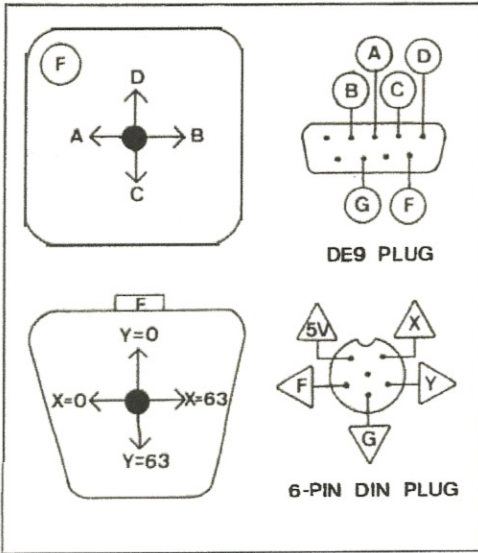 F
D
A B
C
A D
B C
G F
DE9 PLUG
F
Y=0
X=0 X=63
Y=63
5V X
F Y
G
6-PIN DIN PLUG